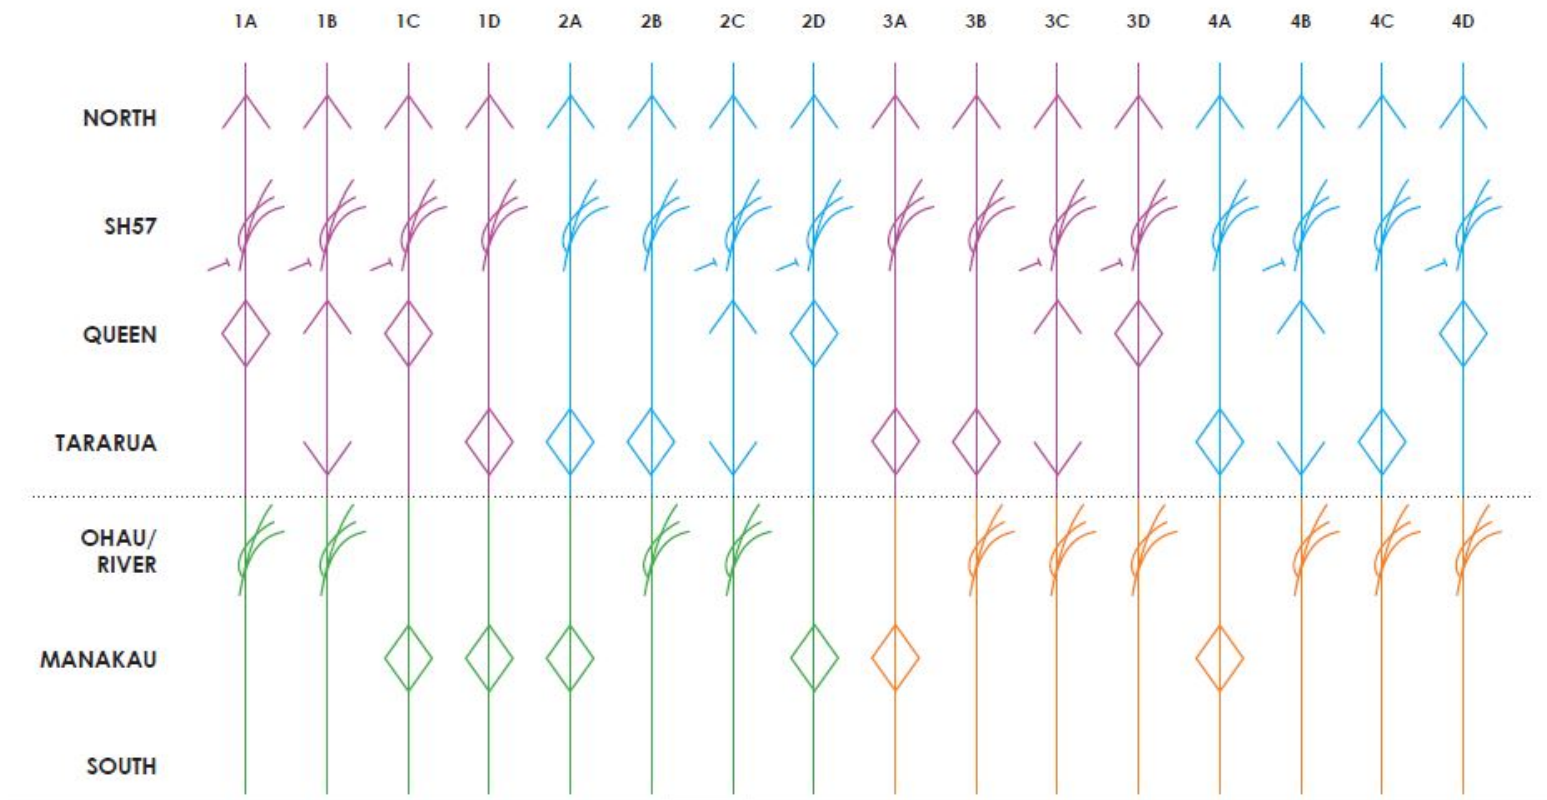 1A 1B 1C 1D 2A 2B 2C 2D 3A 3B 3C 3D 4A 4B 4C 4D
NORTH
SH57
QUEEN
TARARUA
OHAU/
RIVER
MANAKAU
SOUTH